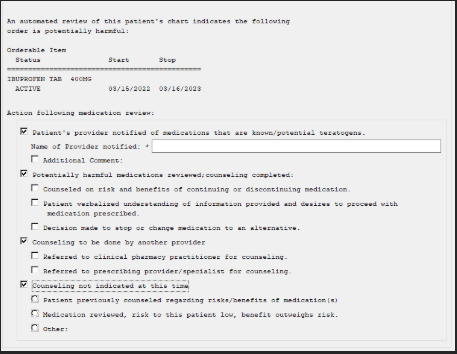 An automated review of this patient's chart indicates the following
order is potentially harmful:
Orderable Item
Status Start Stop
================================================
IBUPROFEN TAB 400MG
ACTIVE 03/15/2022 03/16/2023
Action following medication review:
Patient's provider notified of medications that are known/potential teratogens.
Name of Provider notified: *
Additional Comment:
Potentially harmful medications reviewed/counseling completed:
Counseled on risk and benefits of continuing or discontinuing medication.
Patient verbalized understanding of information provided and desires to proceed with
medication prescribed.
Decision made to stop or change medication to an alternative.
Counseling to be done by another provider
Referred to clinical pharmacy practitioner for counseling.
Referred to prescribing provider/specialist for counseling.
Counseling not indicated at this time
Patient previously counseled regarding risks/benefits of medication(s)
Medication reviewed, risk to this patient low, benefit outweighs risk.
Other: